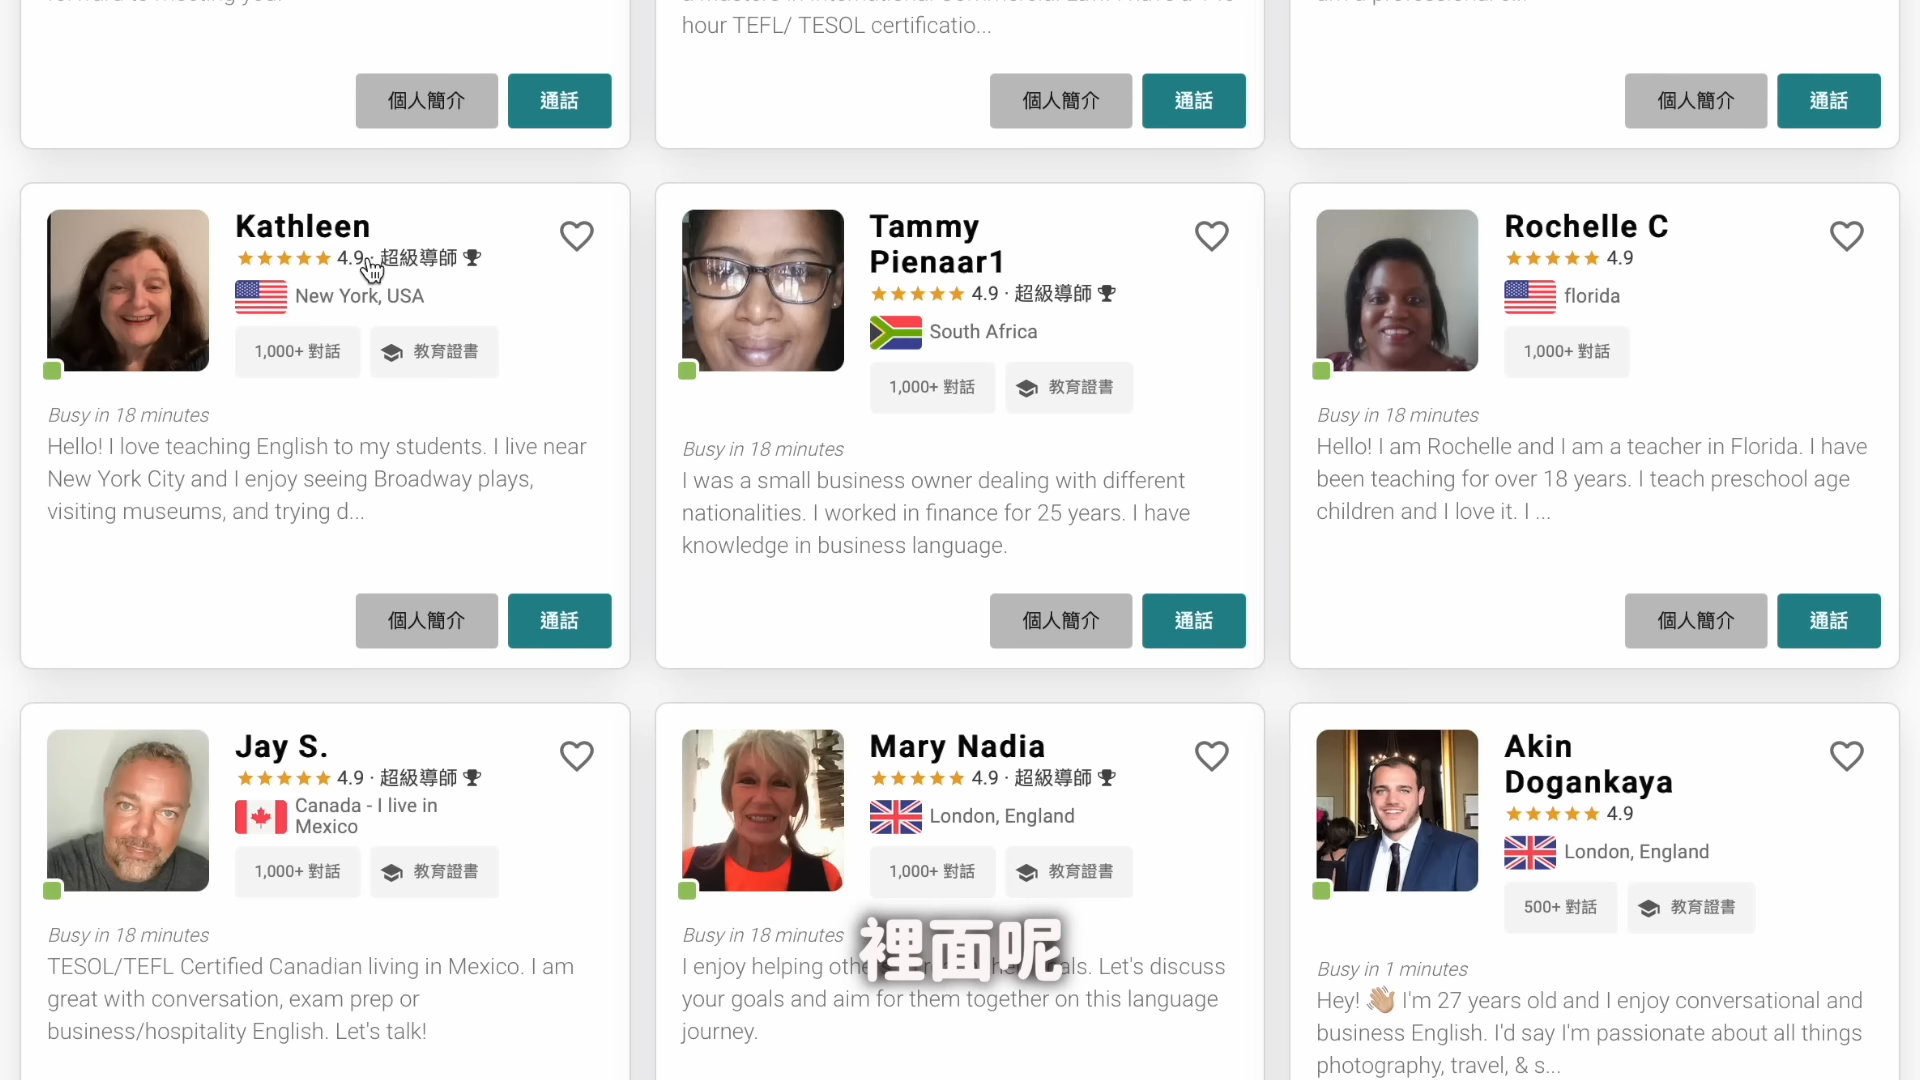 hour TEFL/ TESOL certificatio...
個人簡介 通話
個人簡介 通話
個人簡介 通話
Kathleen
4.9 · 超級導師
New York, USA
1,000+ 對話 教育證書
Busy in 18 minutes
Hello! I love teaching English to my students. I live near
New York City and I enjoy seeing Broadway plays,
visiting museums, and trying d...
個人簡介 通話
Tammy
Pienaar1
4.9 · 超級導師
South Africa
1,000+ 對話 教育證書
Busy in 18 minutes
I was a small business owner dealing with different
nationalities. I worked in finance for 25 years. I have
knowledge in business language.
個人簡介 通話
Rochelle C
4.9
florida
1,000+ 對話
Busy in 18 minutes
Hello! I am Rochelle and I am a teacher in Florida. I have
been teaching for over 18 years. I teach preschool age
children and I love it. I ...
個人簡介 通話
Jay S.
4.9 · 超級導師
Canada - I live in
Mexico
1,000+ 對話 教育證書
Busy in 18 minutes
TESOL/TEFL Certified Canadian living in Mexico. I am
great with conversation, exam prep or
business/hospitality English. Let's talk!
Mary Nadia
4.9 · 超級導師
London, England
1,000+ 對話 教育證書
Busy in 18 minutes
I enjoy helping Let's discuss
your goals and aim for them together on this language
journey.
Akin
Dogankaya
4.9
London, England
500+ 對話 教育證書
Busy in 1 minutes
Hey! 👋🏼 I'm 27 years old and I enjoy conversational and
business English. I'd say I'm passionate about all things
photography, travel, & s...
裡面呢